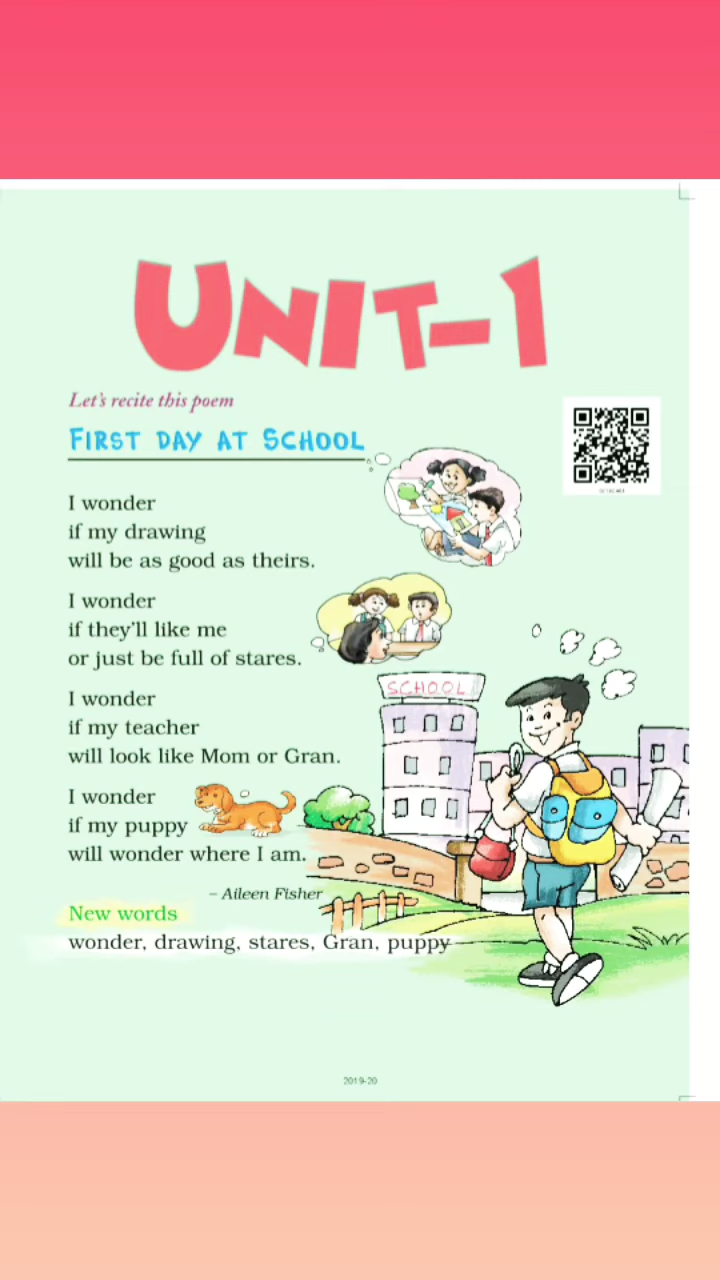 UNIT-1
Let's recite this poem
FIRST DAY AT SCHOOL
I wonder
if my drawing
will be as good as theirs.
I wonder
if they'll like me
or just be full of stares.
SCHOOL
I wonder
if my teacher
will look like Mom or Gran.
I wonder
if my puppy
will wonder where I am.
– Aileen Fisher
New words
wonder, drawing, stares, Gran, puppy
2019-20